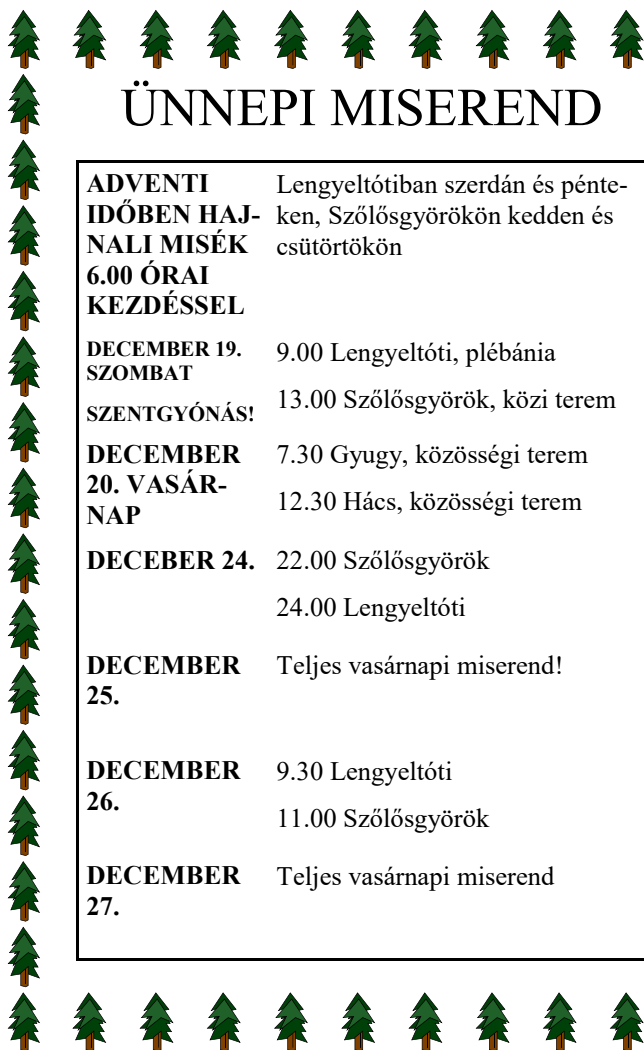 ÜNNEPI MISEREND
ADVENTI
IDŐBEN HAJ-
NALI MISÉK
6.00 ÓRAI
KEZDÉSSEL
Lengyeltótiban szerdán és pénte-
ken, Szőlősgyörökön kedden és
csütörtökön
DECEMBER 19.
SZOMBAT
SZENTGYÓNÁS!
9.00 Lengyeltóti, plébánia
13.00 Szőlősgyörök, közi terem
DECEMBER
20. VASÁR-
NAP
7.30 Gyugy, közösségi terem
12.30 Hács, közösségi terem
DECEBER 24.
22.00 Szőlősgyörök
24.00 Lengyeltóti
DECEMBER
25.
Teljes vasárnapi miserend!
DECEMBER
26.
9.30 Lengyeltóti
11.00 Szőlősgyörök
DECEMBER
27.
Teljes vasárnapi miserend